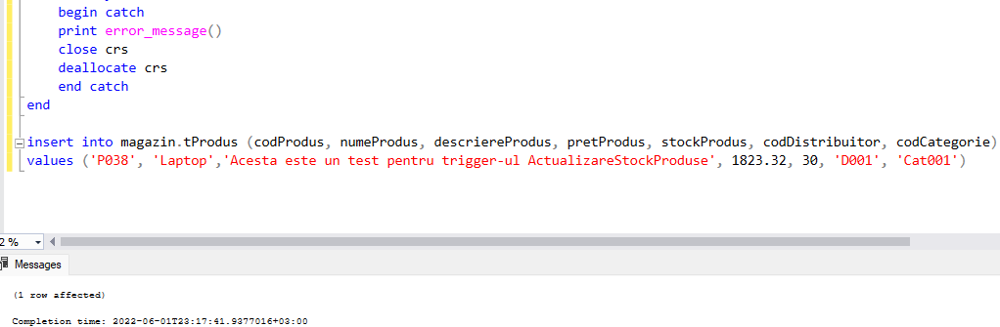 begin catch
print error_message()
close crs
deallocate crs
end catch
end
insert into magazin.tProdus (codProdus, numeProdus, descriereProdus, pretProdus, stockProdus, codDistribuitor, codCategorie)
values ('P038', 'Laptop','Acesta este un test pentru trigger-ul ActualizareStockProduse', 1823.32, 30, 'D001', 'Cat001')
2 %
Messages
(1 row affected)
Completion time: 2022-06-01T23:17:41.9377016+03:00